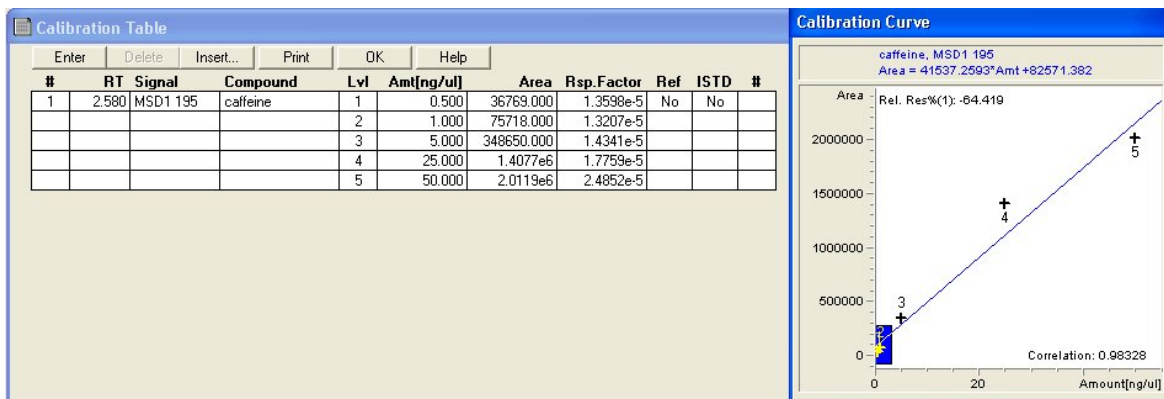 Calibration Table
Enter Delete Insert... Print OK Help
# RT Signal Compound Lvl Amt[ng/ul] Area Rsp.Factor Ref ISTD #
1 2.580 MSD1 195 caffeine 1 0.500 36769.000 1.3598e-5 No No
2 1.000 75718.000 1.3207e-5
3 5.000 348650.000 1.4341e-5
4 25.000 1.4077e6 1.7759e-5
5 50.000 2.0119e6 2.4852e-5
Calibration Curve
caffeine, MSD1 195
Area = 41537.2593*Amt +82571.382
Area
Rel. Res%(1): -64.419
2000000
5
1500000
4
1000000
500000
3
2
0
Correlation: 0.98328
0 20 Amount[ng/ul]